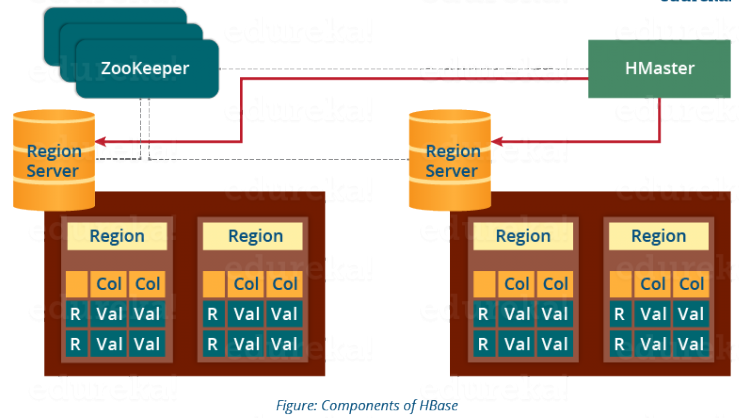 edureka!
ZooKeeper
HMaster
Region
Server
Region
Server
Region
Region
Region
Region
Col Col
Col Col
Col Col
Col Col
R Val Val
R Val Val
R Val Val
R Val Val
R Val Val
R Val Val
R Val Val
R Val Val
Figure: Components of HBase